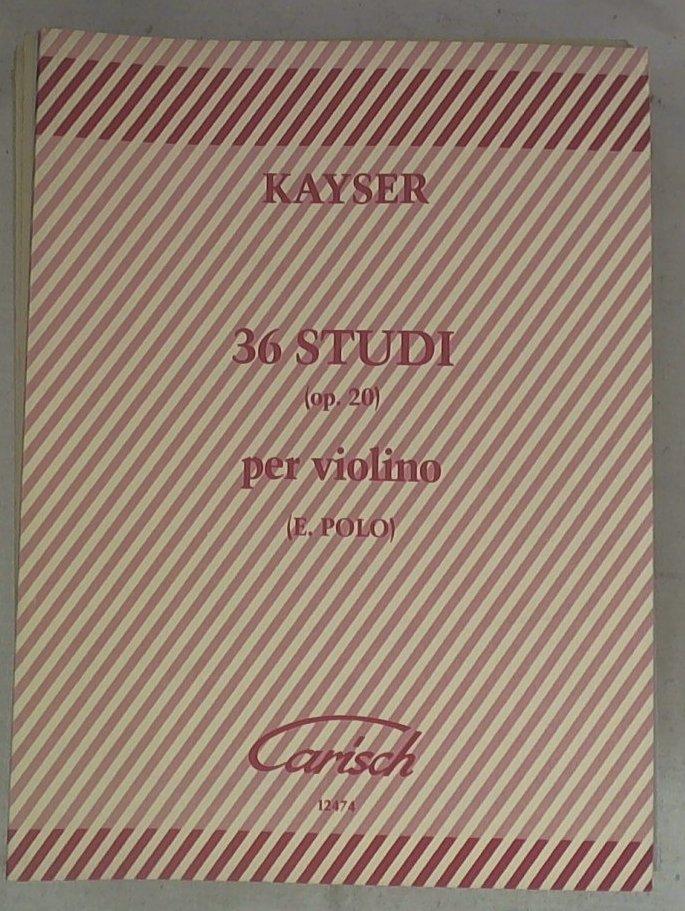 KAYSER
36 STUDI
(op. 20)
per violino
(E. POLO)
Carisch
12474